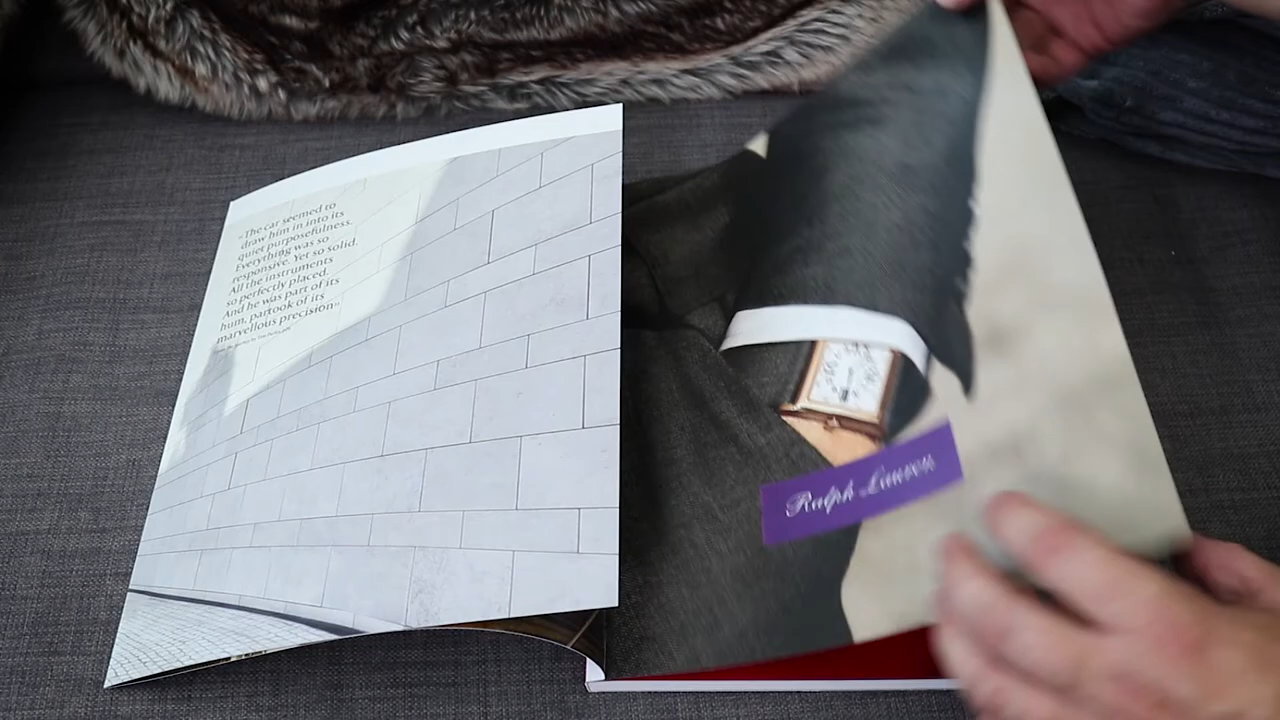 «The car seemed to
draw him in into its
quiet purposefulness.
Everything was so
responsive. Yet so solid.
All the instruments
so perfectly placed.
And he was part of its
hum, partook of its
marvellous precision»
Ralph Lauren